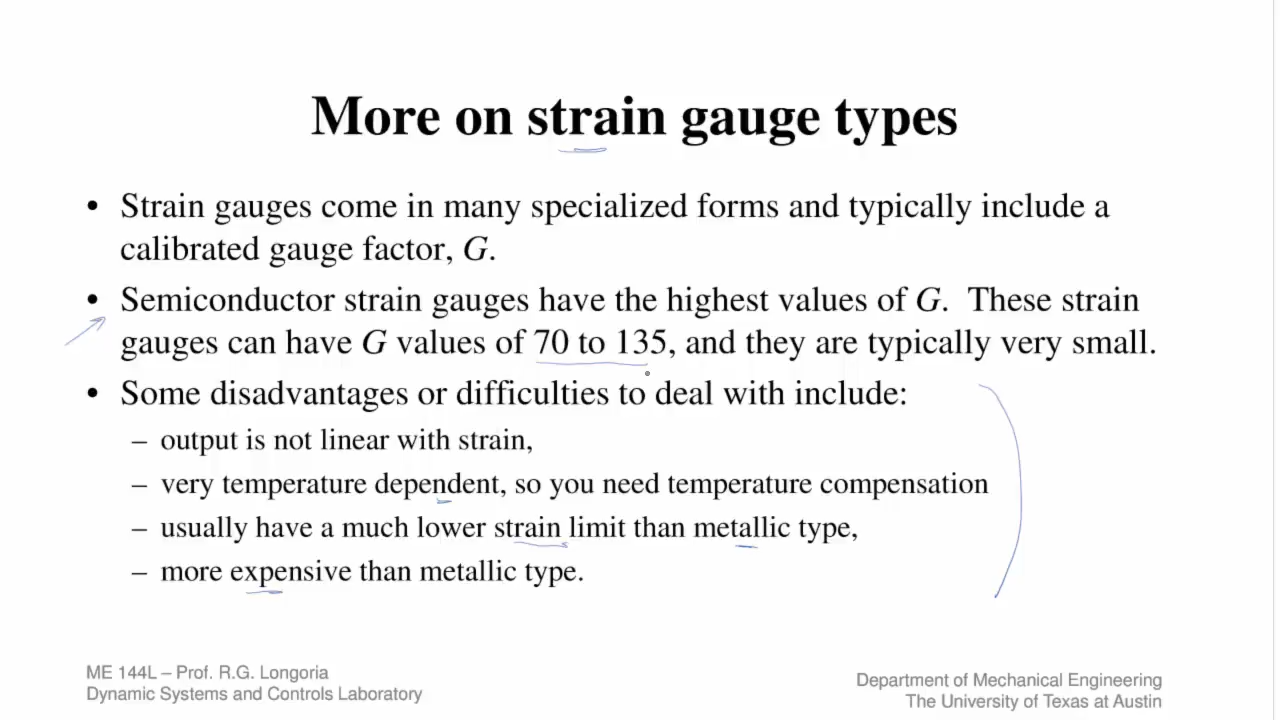 More on strain gauge types
• Strain gauges come in many specialized forms and typically include a
calibrated gauge factor, G.
• Semiconductor strain gauges have the highest values of G. These strain
gauges can have G values of 70 to 135, and they are typically very small.
• Some disadvantages or difficulties to deal with include:
– output is not linear with strain,
– very temperature dependent, so you need temperature compensation
– usually have a much lower strain limit than metallic type,
– more expensive than metallic type.
ME 144L – Prof. R.G. Longoria
Dynamic Systems and Controls Laboratory
Department of Mechanical Engineering
The University of Texas at Austin